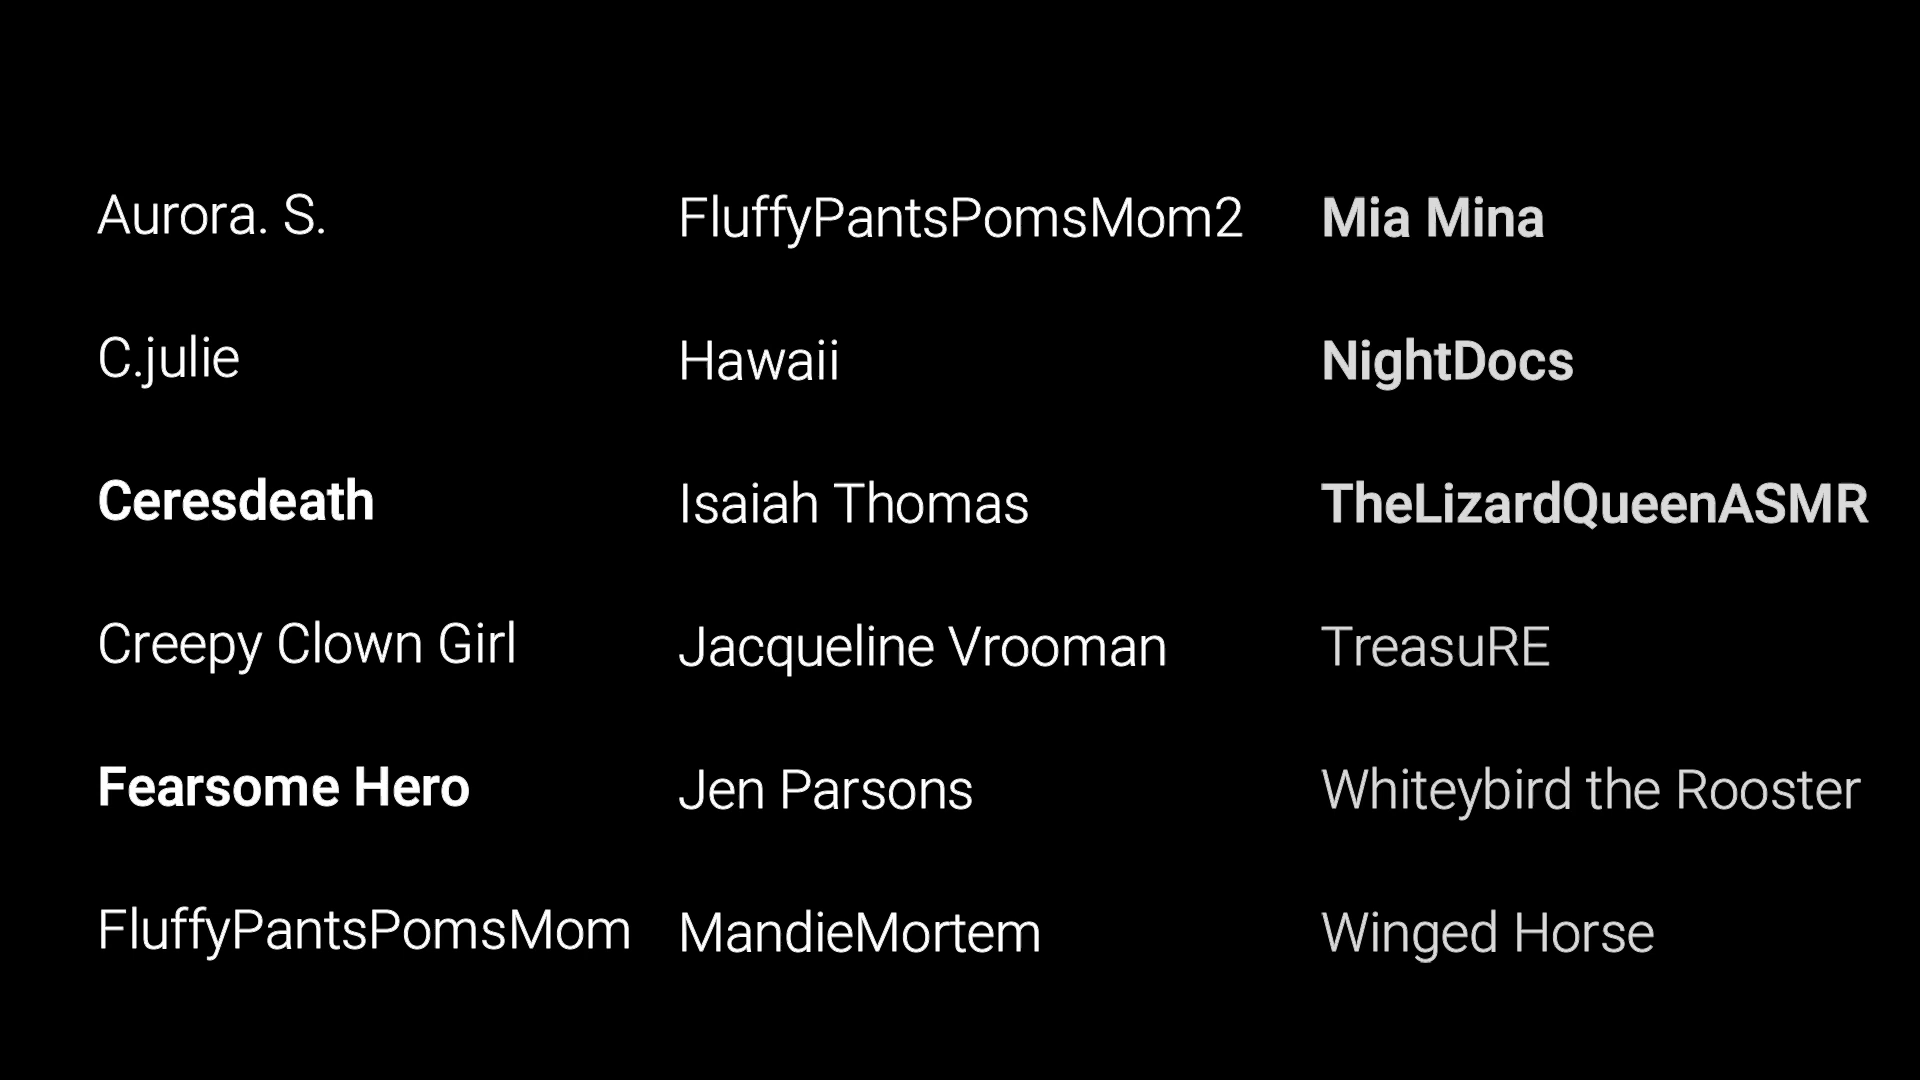 Aurora. S.
C.julie
Ceresdeath
Creepy Clown Girl
Fearsome Hero
FluffyPantsPomsMom
FluffyPantsPomsMom2
Hawaii
Isaiah Thomas
Jacqueline Vrooman
Jen Parsons
MandieMortem
Mia Mina
NightDocs
TheLizardQueenASMR
TreasuRE
Whiteybird the Rooster
Winged Horse